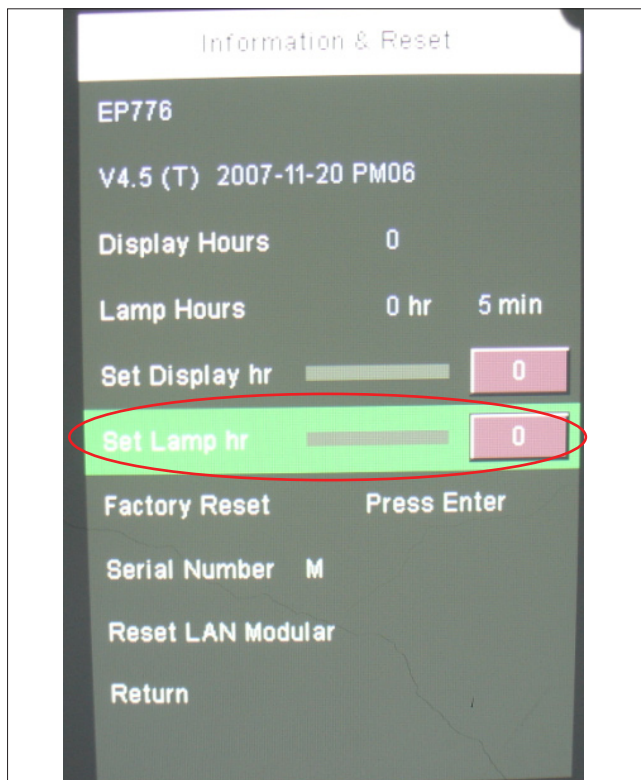 Information & Reset
EP776
V4.5 (T) 2007-11-20 PM06
Display Hours 0
Lamp Hours 0 hr 5 min
Set Display hr 0
Set Lamp hr 0
Factory Reset Press Enter
Serial Number M
Reset LAN Modular
Return